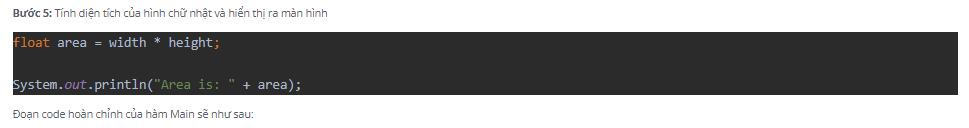 Bước 5: Tính diện tích của hình chữ nhật và hiển thị ra màn hình
float area = width * height;
System.out.println("Area is: " + area);
Đoạn code hoàn chỉnh của hàm Main sẽ như sau: